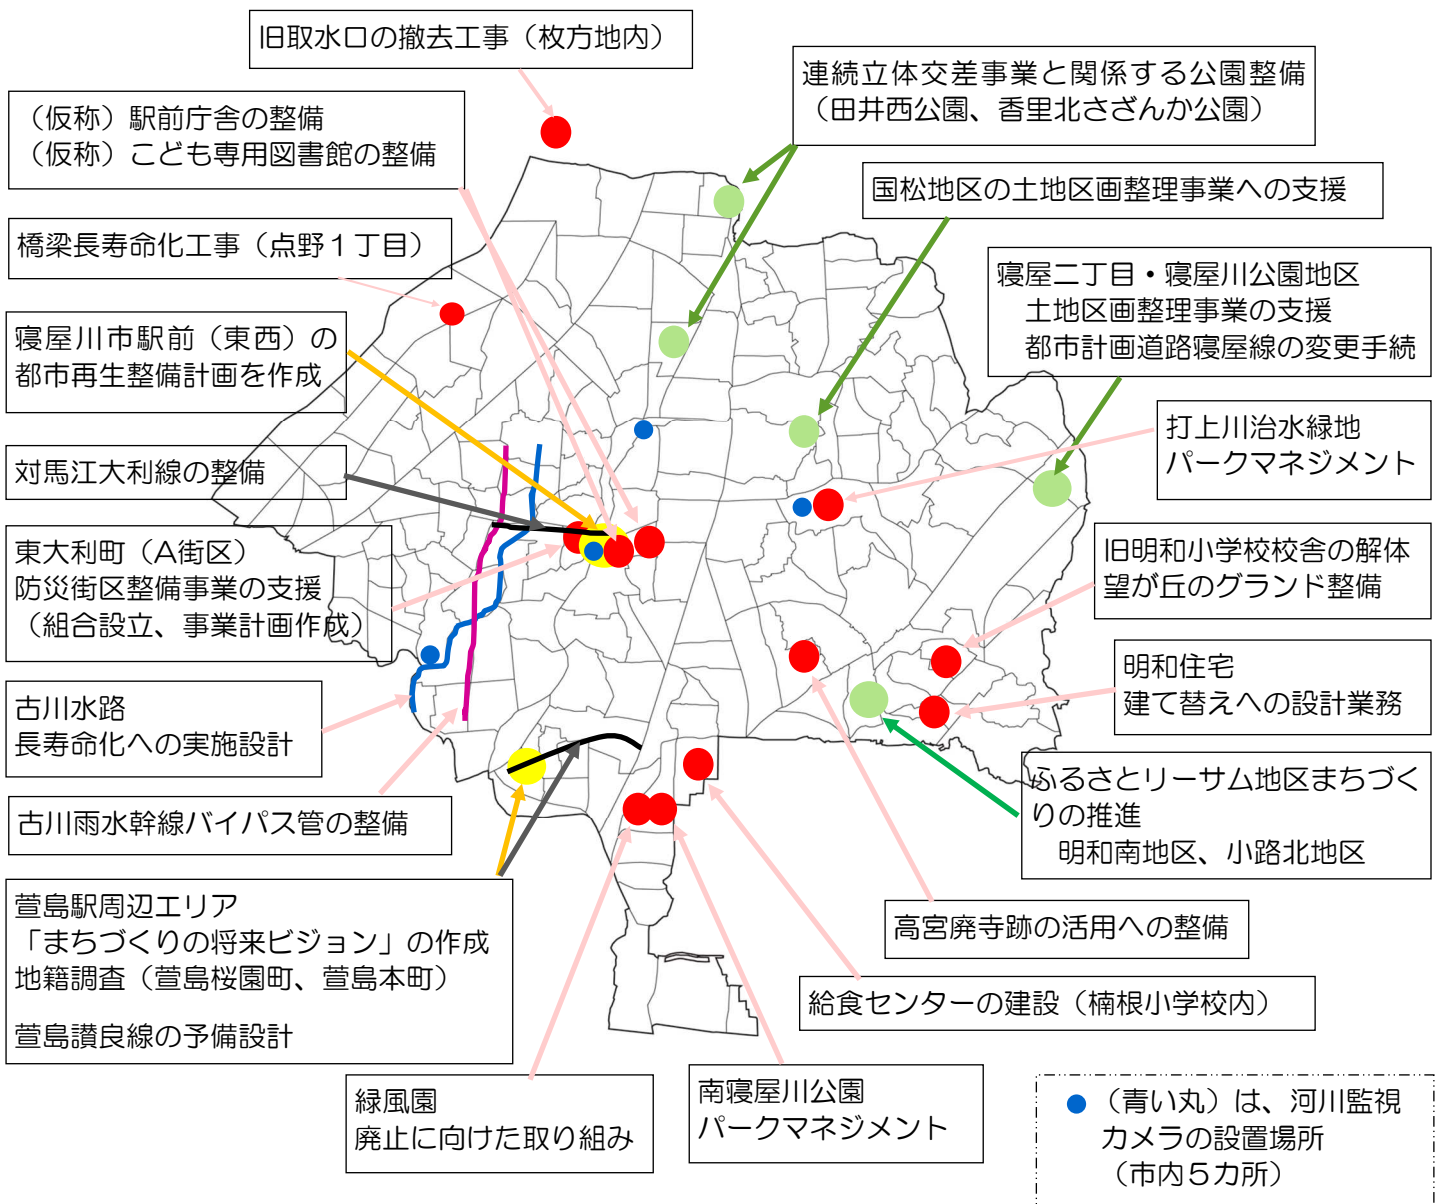 旧取水口の撤去工事（枚方地内）
連続立体交差事業と関係する公園整備
（田井西公園、香里北さざんか公園）
（仮称）駅前庁舎の整備
（仮称）こども専用図書館の整備
国松地区の土地区画整理事業への支援
橋梁長寿命化工事（点野１丁目）
寝屋二丁目・寝屋川公園地区
土地区画整理事業の支援
都市計画道路寝屋線の変更手続
寝屋川市駅前（東西）の
都市再生整備計画を作成
打上川治水緑地
パークマネジメント
対馬江大利線の整備
東大利町（A街区）
防災街区整備事業の支援
（組合設立、事業計画作成）
旧明和小学校校舎の解体
望が丘のグランド整備
明和住宅
建て替えへの設計業務
古川水路
長寿命化への実施設計
ふるさとリーサム地区まちづく
りの推進
明和南地区、小路北地区
古川雨水幹線バイパス管の整備
萱島駅周辺エリア
「まちづくりの将来ビジョン」の作成
地籍調査（萱島桜園町、萱島本町）
萱島讃良線の予備設計
高宮廃寺跡の活用への整備
給食センターの建設（楠根小学校内）
緑風園
廃止に向けた取り組み
南寝屋川公園
パークマネジメント
（青い丸）は、河川監視
カメラの設置場所
（市内５カ所）